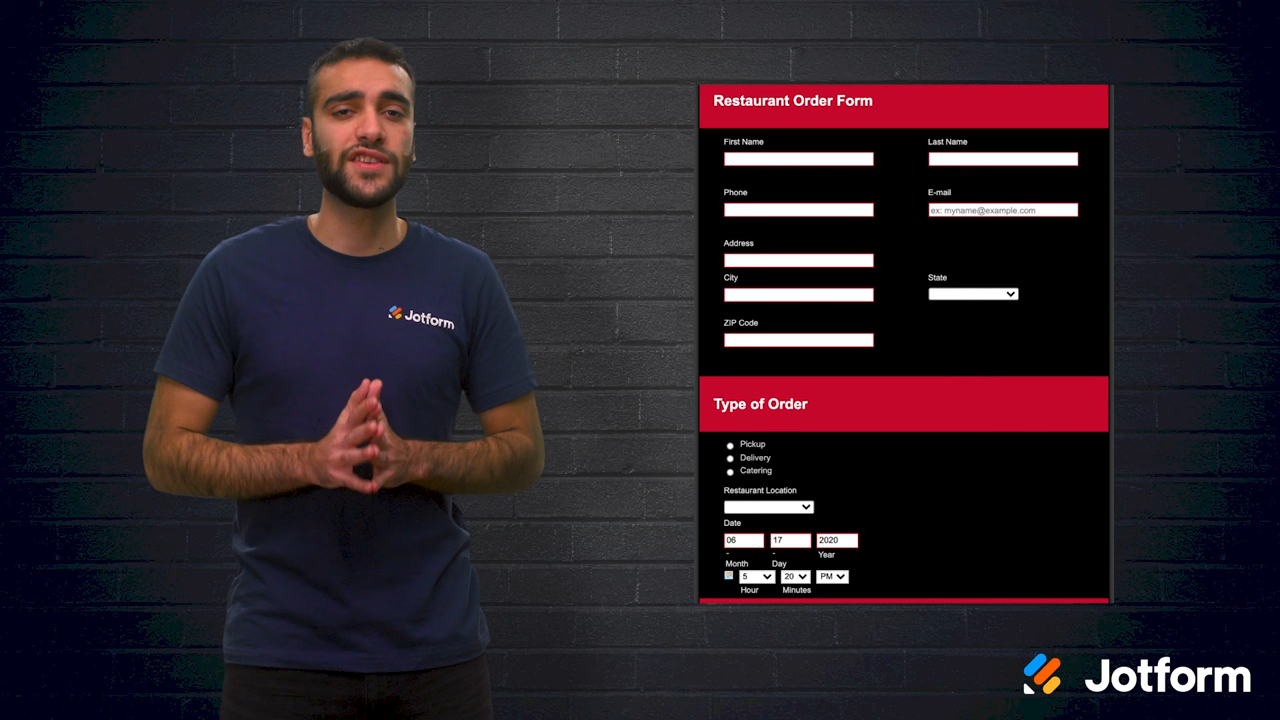 Jotform
Restaurant Order Form
First Name
Last Name
Phone
E-mail
ex: myname@example.com
Address
City
State
ZIP Code
Type of Order
Pickup
Delivery
Catering
Restaurant Location
Date
06 17 2020
- - Year
Month Day
5 20 PM
Hour Minutes
Jotform